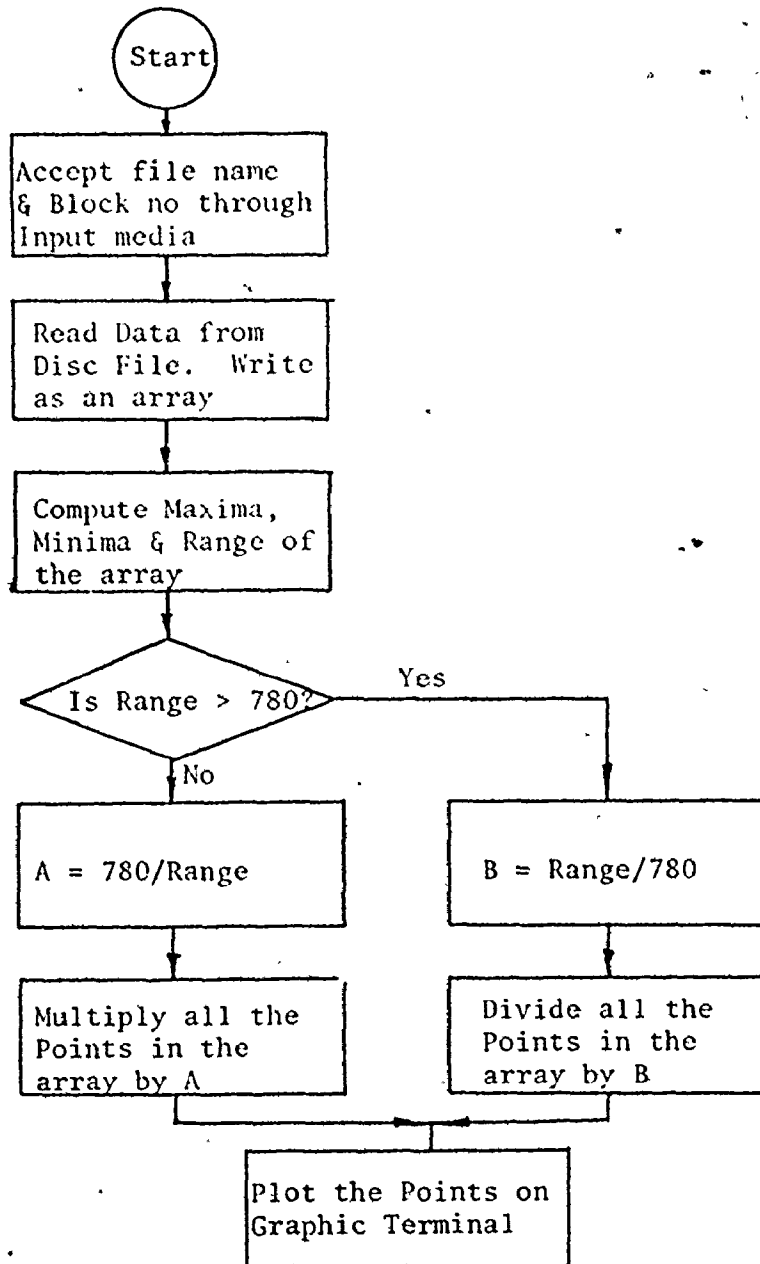 Start
Accept file name
& Block no through
Input media
Read Data from
Disc File. Write
as an array
Compute Maxima,
Minima & Range of
the array
Is Range > 780?
Yes
No
A = 780/Range
B = Range/780
Multiply all the
Points in the
array by A
Divide all the
Points in the
array by B
Plot the Points on
Graphic Terminal